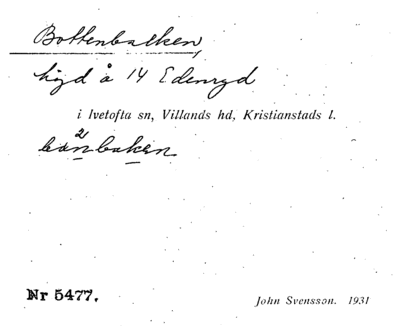 Bottenbacken,
höjd å 14 Edenryd
i Ivetofta sn, Villands hd, Kristianstads l.
Nr 5477.
John Svensson. 1931